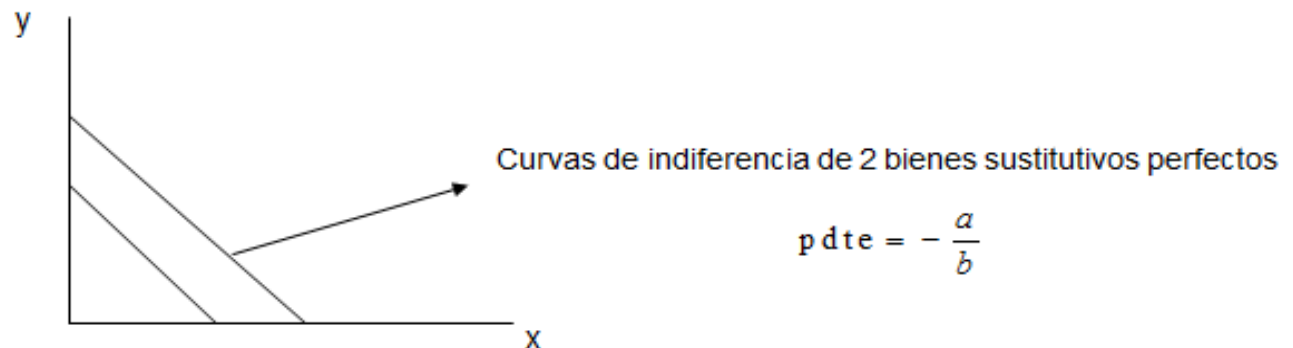 y
Curvas de indiferencia de 2 bienes sustitutivos perfectos
pdte = - a/b
x